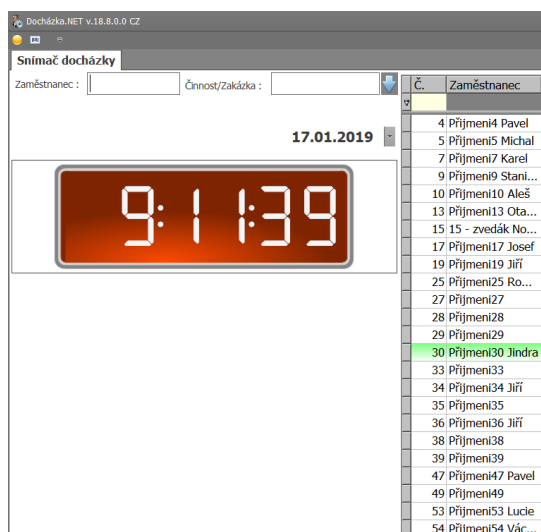 Docházka.NET v.18.8.0.0 CZ
Snímač docházky
Zaměstnanec :
Činnost/Zakázka :
17.01.2019
9:11:39
Č. Zaměstnanec
4 Příjmeni4 Pavel
5 Příjmeni5 Michal
7 Příjmeni7 Karel
9 Příjmeni9 Stani...
10 Příjmeni10 Aleš
13 Příjmeni13 Ota...
15 15 - zvedák No...
17 Příjmeni17 Josef
19 Příjmeni19 Jiří
25 Příjmeni25 Ro...
27 Příjmeni27
28 Příjmeni28
29 Příjmeni29
30 Příjmeni30 Jindra
33 Příjmeni33
34 Příjmeni34 Jiří
35 Příjmeni35
36 Příjmeni36 Jiří
38 Příjmeni38
39 Příjmeni39
47 Příjmeni47 Pavel
49 Příjmeni49
53 Příjmeni53 Lucie
54 Příjmeni54 Vác...